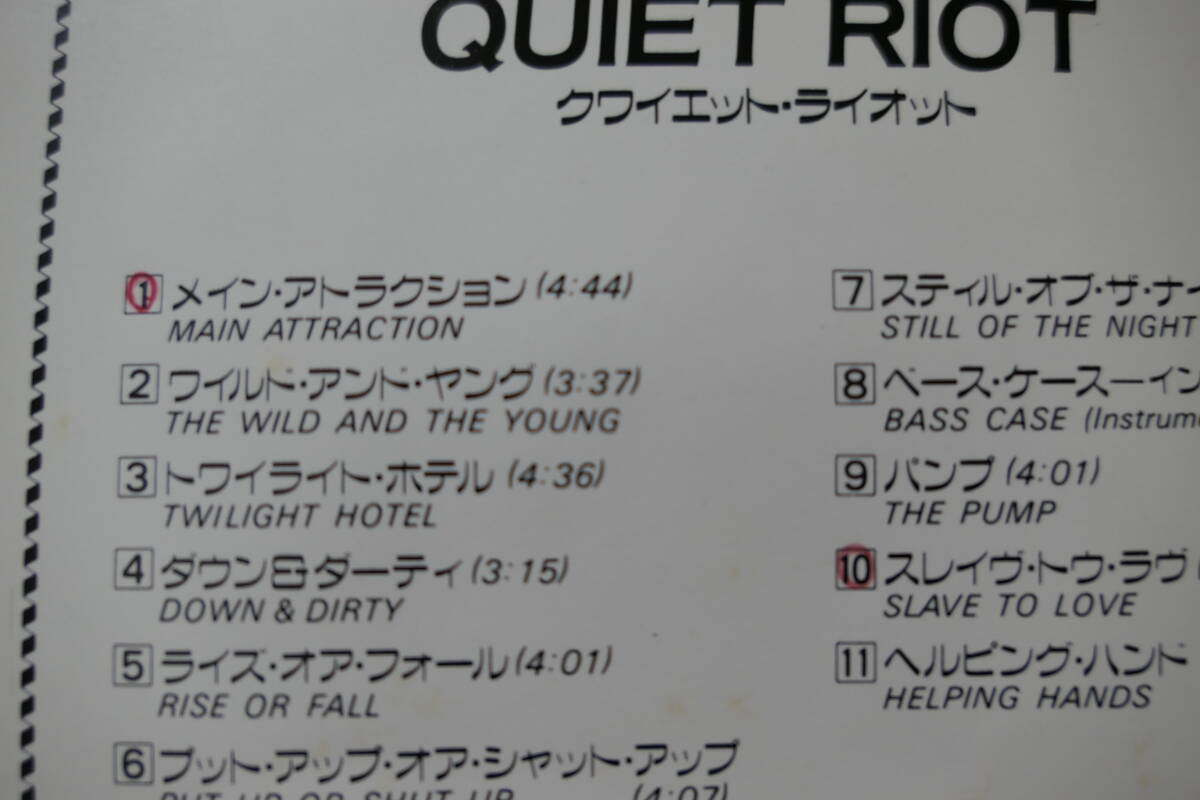 QUIET RIOT
クワイエット・ライオット
1 メイン・アトラクション (4:44)
MAIN ATTRACTION
2 ワイルド・アンド・ヤング (3:37)
THE WILD AND THE YOUNG
3 トワイライト・ホテル (4:36)
TWILIGHT HOTEL
4 ダウン&ダーティ (3:15)
DOWN & DIRTY
5 ライズ・オア・フォール (4:01)
RISE OR FALL
6 プット・アップ・オア・シャット・アップ
PUT UP OR SHUT UP (4:07)
7 スティル・オブ・ザ・ナイ
STILL OF THE NIGHT
8 ベース・ケース—イン
BASS CASE (Instrum
9 パンプ (4:01)
THE PUMP
10 スレイヴ・トゥ・ラヴ (
SLAVE TO LOVE
11 ヘルピング・ハンド
HELPING HANDS